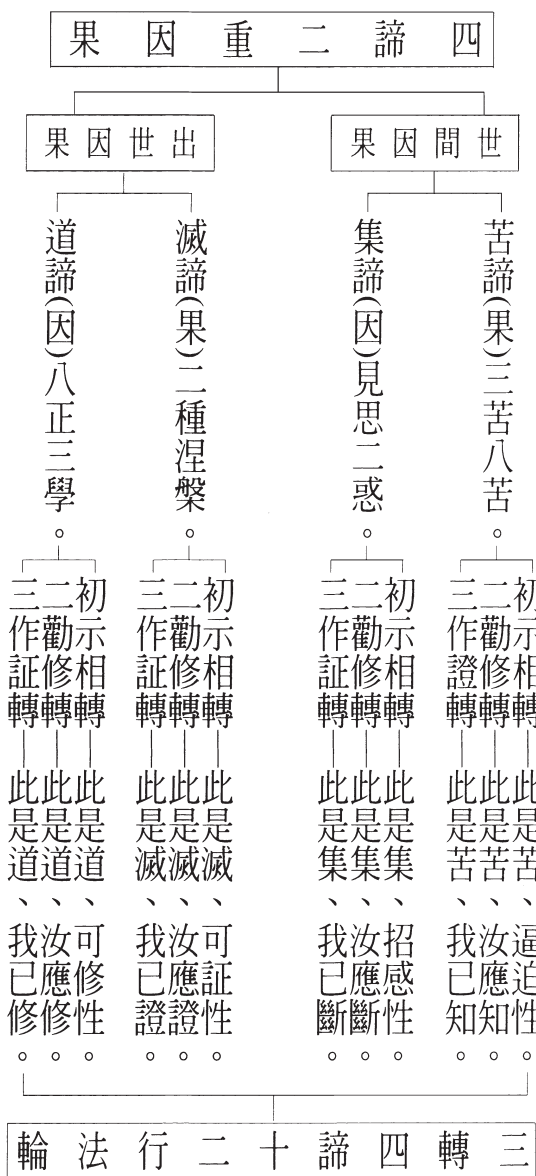 四諦二重因果
世間因果
苦諦(果)三苦八苦。
初示相轉——此是苦、逼迫性。
二勸修轉——此是苦、汝應知。
三作證轉——此是苦、我已知。
集諦(因)見思二惑。
初示相轉——此是集、招感性。
二勸修轉——此是集、汝應斷。
三作証轉——此是集、我已斷。
出世因果
滅諦(果)二種涅槃。
初示相轉——此是滅、可証性。
二勸修轉——此是滅、汝應證。
三作証轉——此是滅、我已證。
道諦(因)八正三學。
初示相轉——此是道、可修性。
二勸修轉——此是道、汝應修。
三作証轉——此是道、我已修。
三轉四諦十二行法輪